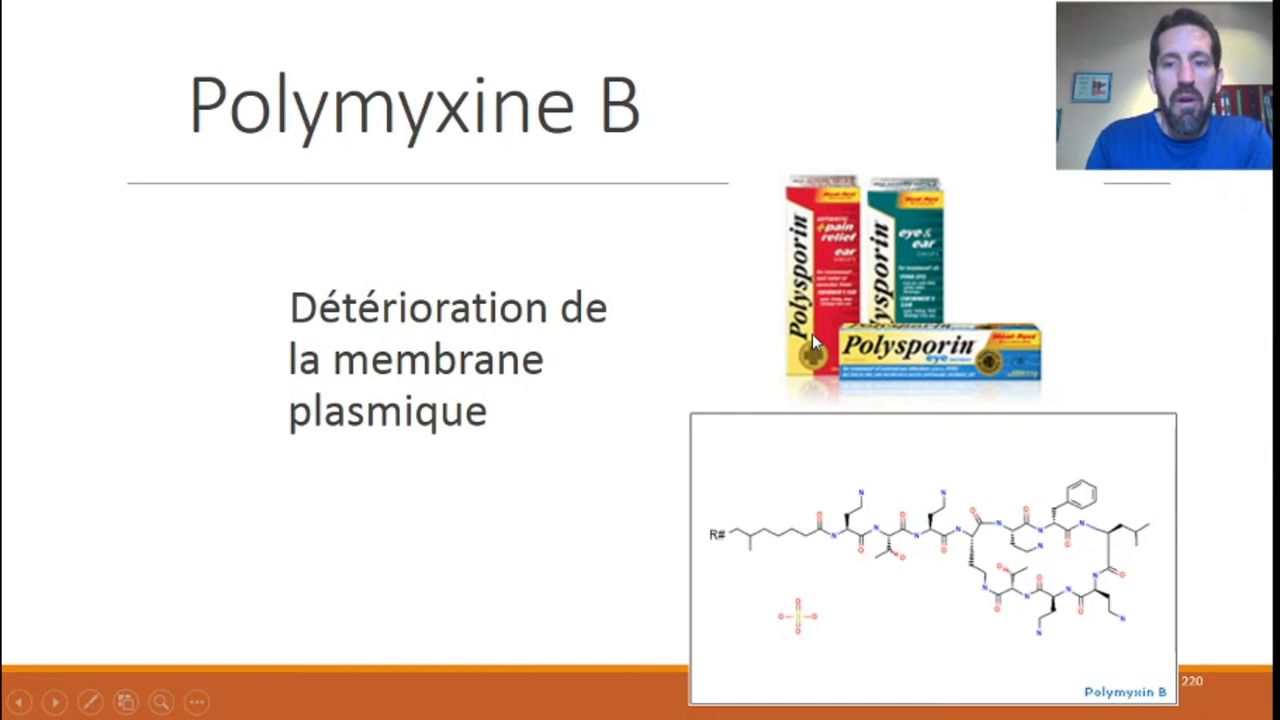 Polymyxine B
Détérioration de
la membrane
plasmique
Polysporin
+pain
relief
ear
Polysporin
eye &
ear
Polysporin
eye
R#
Polymyxin B
220